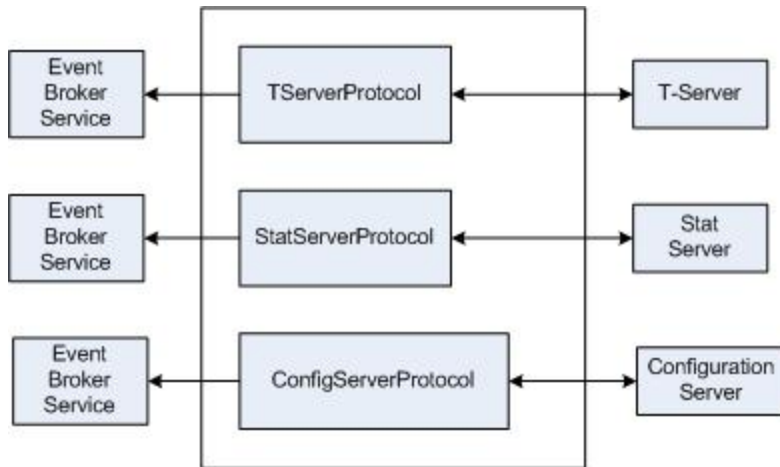 Event
Broker
Service
TServerProtocol
T-Server
Event
Broker
Service
StatServerProtocol
Stat
Server
Event
Broker
Service
ConfigServerProtocol
Configuration
Server